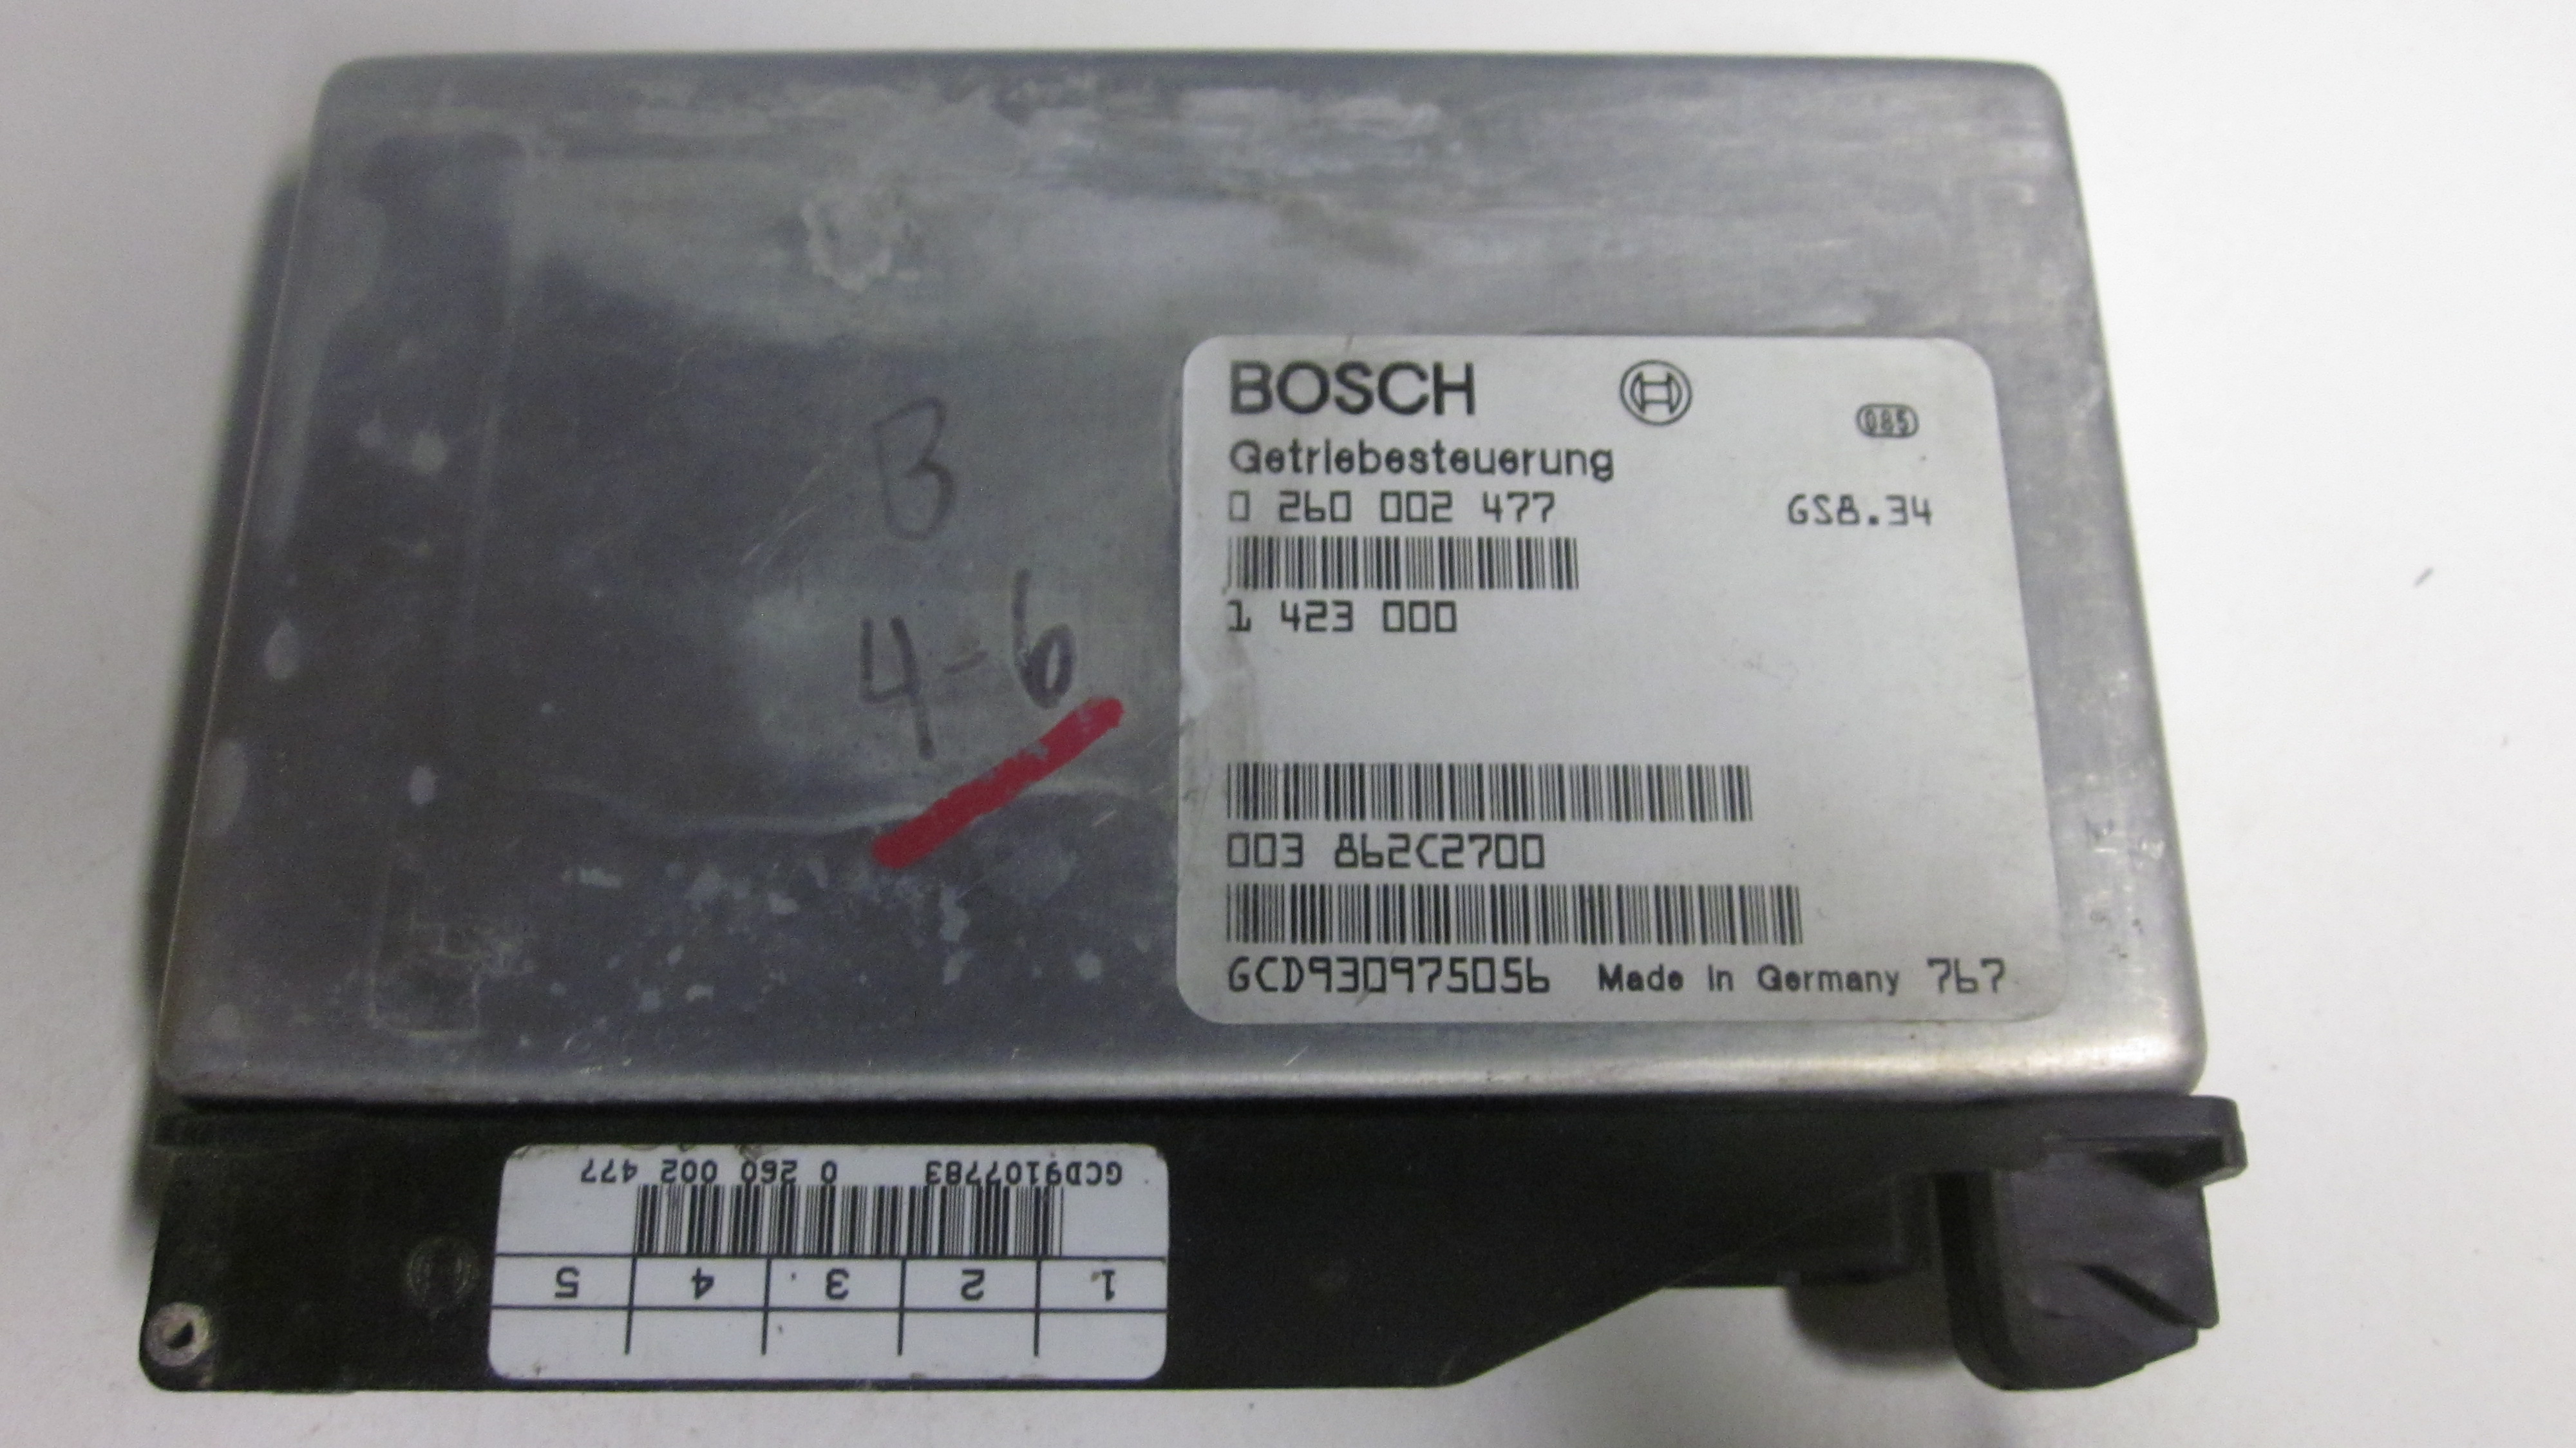 BOSCH
085
Getriebesteuerung
0 260 002 477 GS8.34
1 423 000
003 862C2700
GCD930975056 Made in Germany 767
B
4-6
GCD9107783 0 260 002 477
1 2 3 4 5